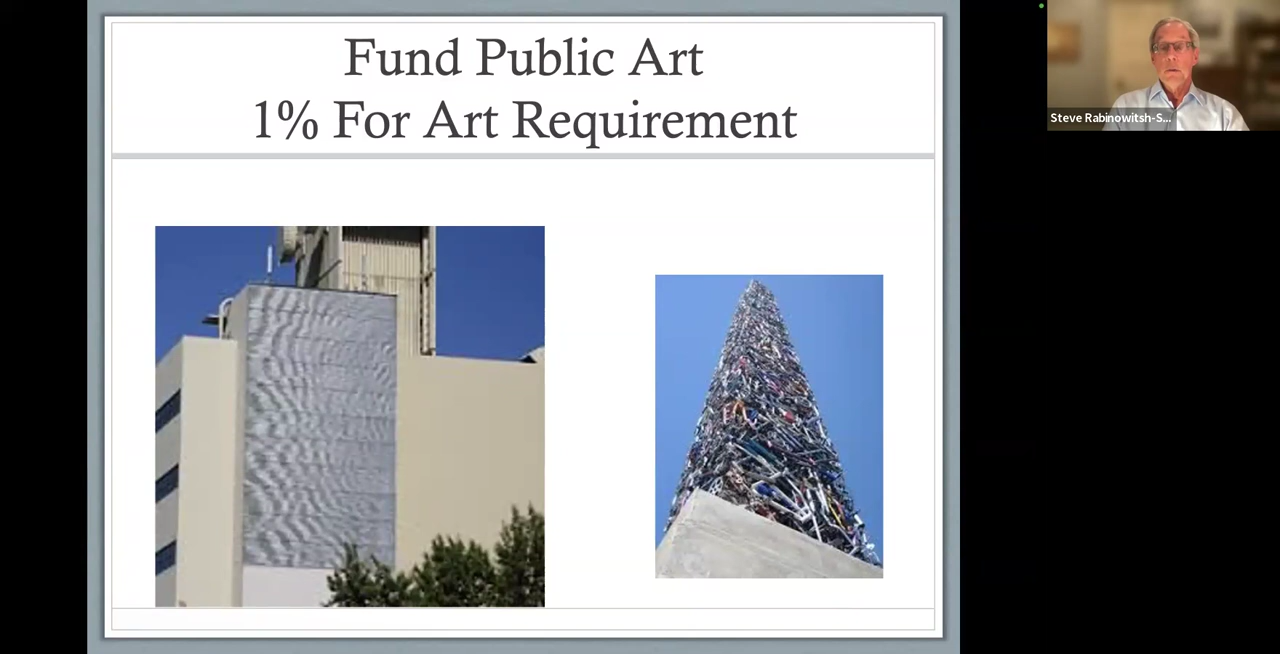 Fund Public Art
1% For Art Requirement
Steve Rabinowitsh-S...